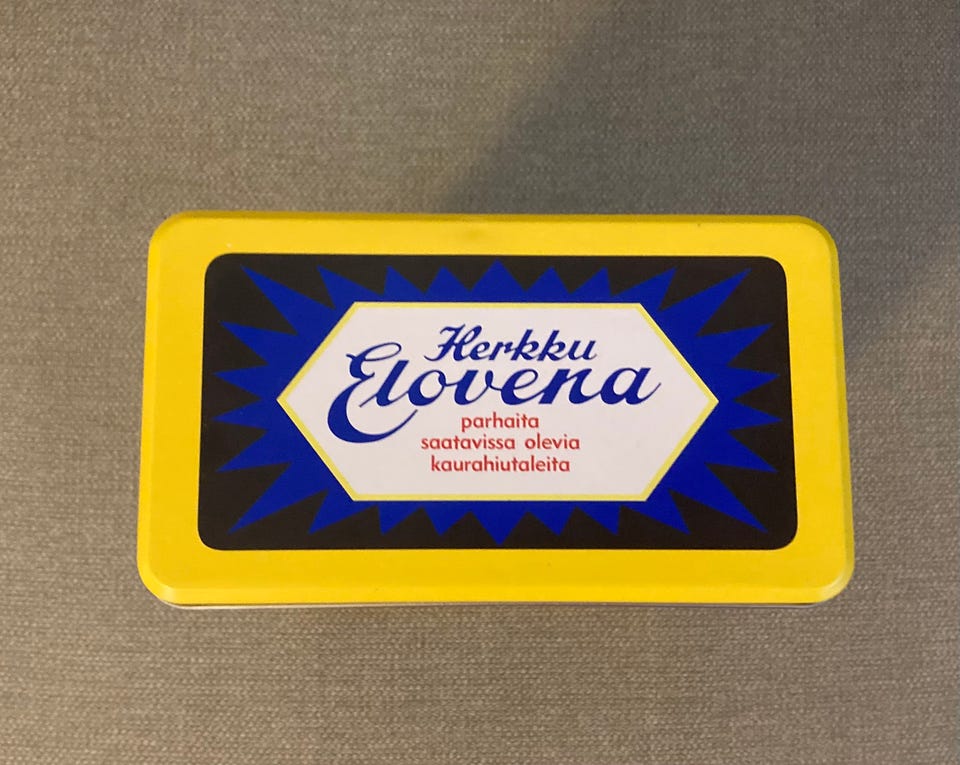 Herkku
Elovena
parhaita
saatavissa olevia
kaurahiutaleita